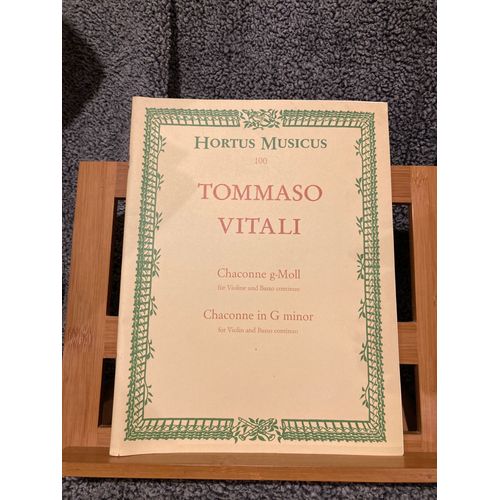 HORTUS MUSICUS
100
TOMMASO
VITALI
Chaconne g-Moll
für Violine und Basso continuo
Chaconne in G minor
for Violin and Basso continuo